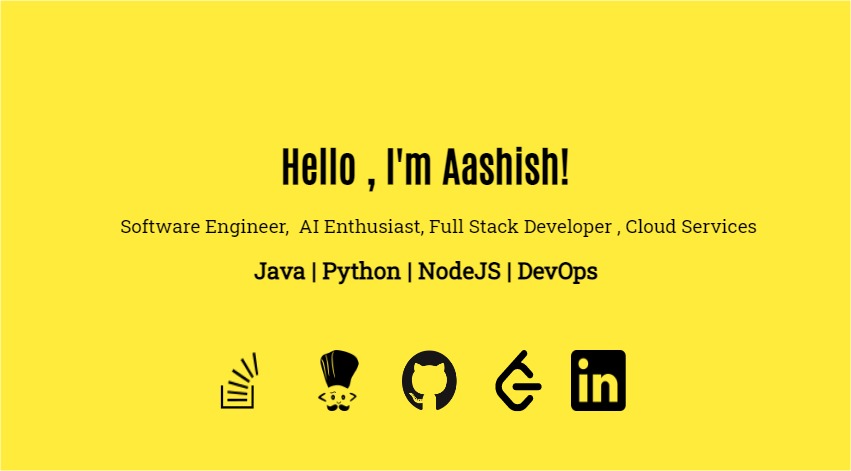 Hello , I'm Aashish!
Software Engineer,  AI Enthusiast, Full Stack Developer , Cloud Services
Java | Python | NodeJS | DevOps
in